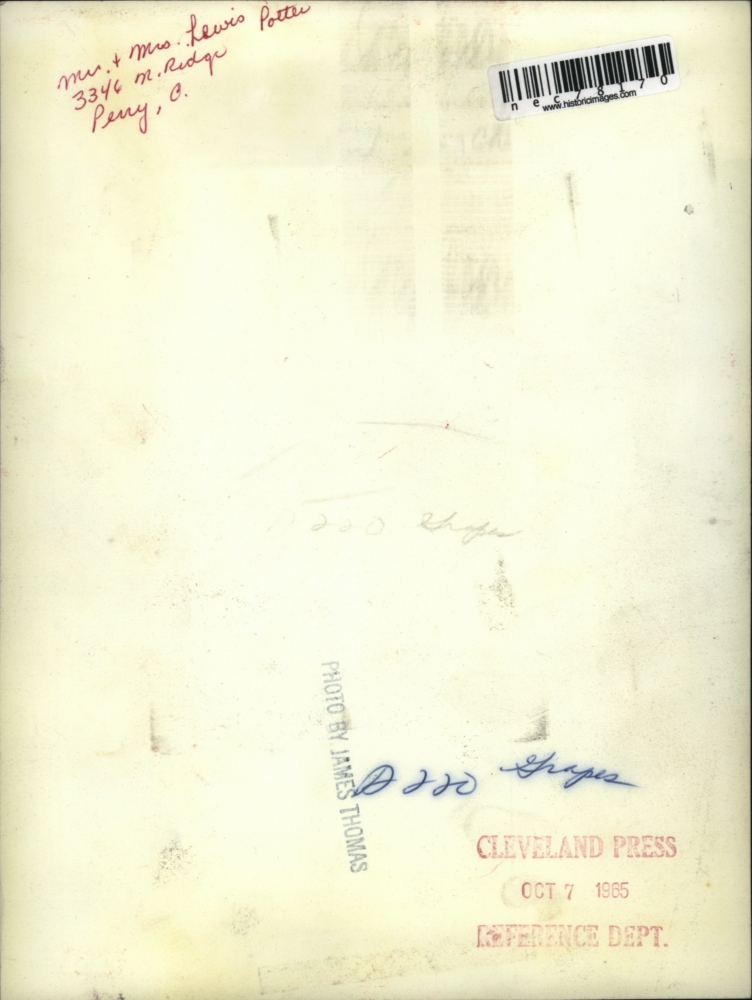 Mr. + Mrs. Lewis Potter
3346 N. Ridge
Perry, O.
nec78170
www.historicimages.com
220 Grapes
PHOTO BY JAMES THOMAS
D 220 Grapes
CLEVELAND PRESS
OCT 7 1965
REFERENCE DEPT.